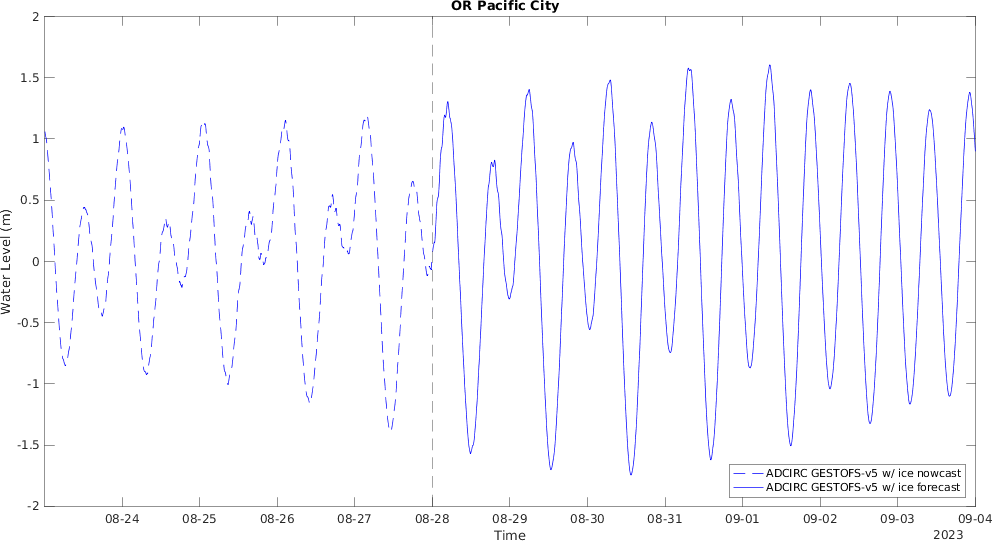 OR Pacific City
2
1.5
1
0.5
0
-0.5
-1
-1.5
-2
Water Level (m)
08-24 08-25 08-26 08-27 08-28 08-29 08-30 08-31 09-01 09-02 09-03 09-04
Time
2023
ADCIRC GESTOFS-v5 w/ ice nowcast
ADCIRC GESTOFS-v5 w/ ice forecast